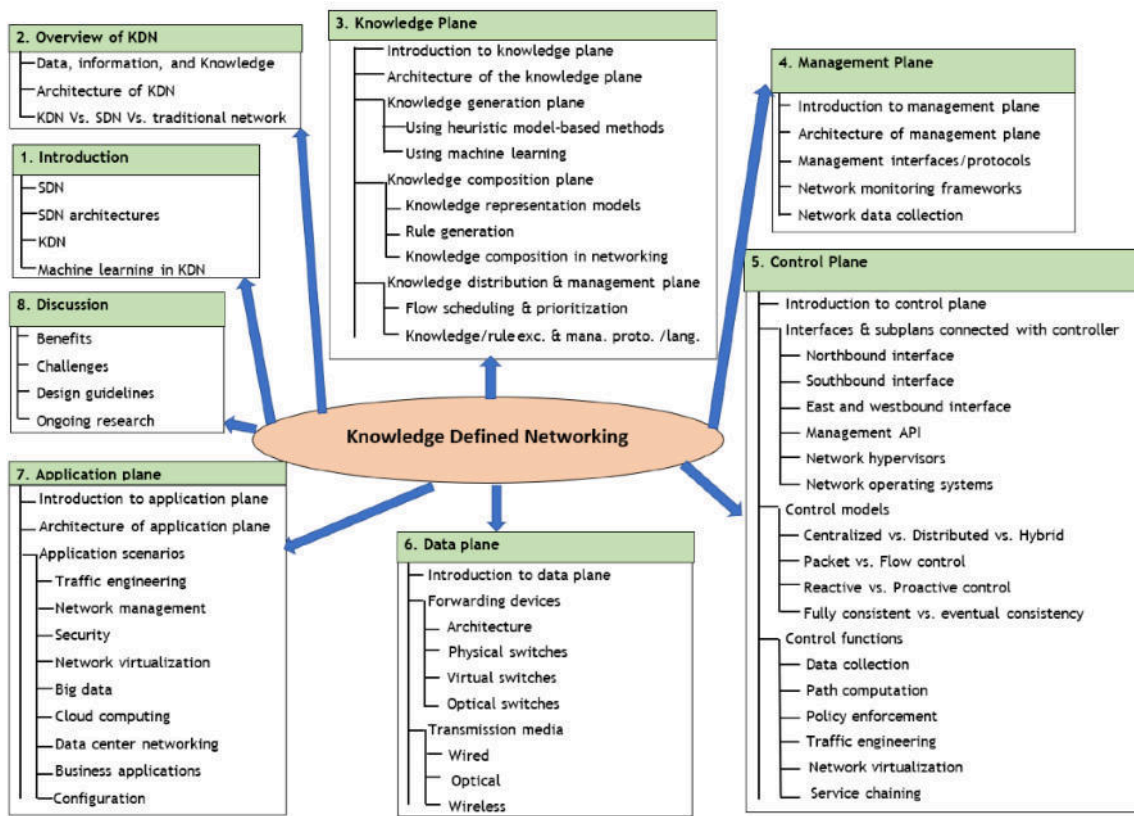 2. Overview of KDN
Data, information, and Knowledge
Architecture of KDN
KDN Vs. SDN Vs. traditional network
1. Introduction
SDN
SDN architectures
KDN
Machine learning in KDN
8. Discussion
Benefits
Challenges
Design guidelines
Ongoing research
3. Knowledge Plane
Introduction to knowledge plane
Architecture of the knowledge plane
Knowledge generation plane
Using heuristic model-based methods
Using machine learning
Knowledge composition plane
Knowledge representation models
Rule generation
Knowledge composition in networking
Knowledge distribution & management plane
Flow scheduling & prioritization
Knowledge/rule exc. & mana. proto. /lang.
4. Management Plane
Introduction to management plane
Architecture of management plane
Management interfaces/protocols
Network monitoring frameworks
Network data collection
5. Control Plane
Introduction to control plane
Interfaces & subplans connected with controller
Northbound interface
Southbound interface
East and westbound interface
Management API
Network hypervisors
Network operating systems
Control models
Centralized vs. Distributed vs. Hybrid
Packet vs. Flow control
Reactive vs. Proactive control
Fully consistent vs. eventual consistency
Control functions
Data collection
Path computation
Policy enforcement
Traffic engineering
Network virtualization
Service chaining
Knowledge Defined Networking
7. Application plane
Introduction to application plane
Architecture of application plane
Application scenarios
Traffic engineering
Network management
Security
Network virtualization
Big data
Cloud computing
Data center networking
Business applications
Configuration
6. Data plane
Introduction to data plane
Forwarding devices
Architecture
Physical switches
Virtual switches
Optical switches
Transmission media
Wired
Optical
Wireless